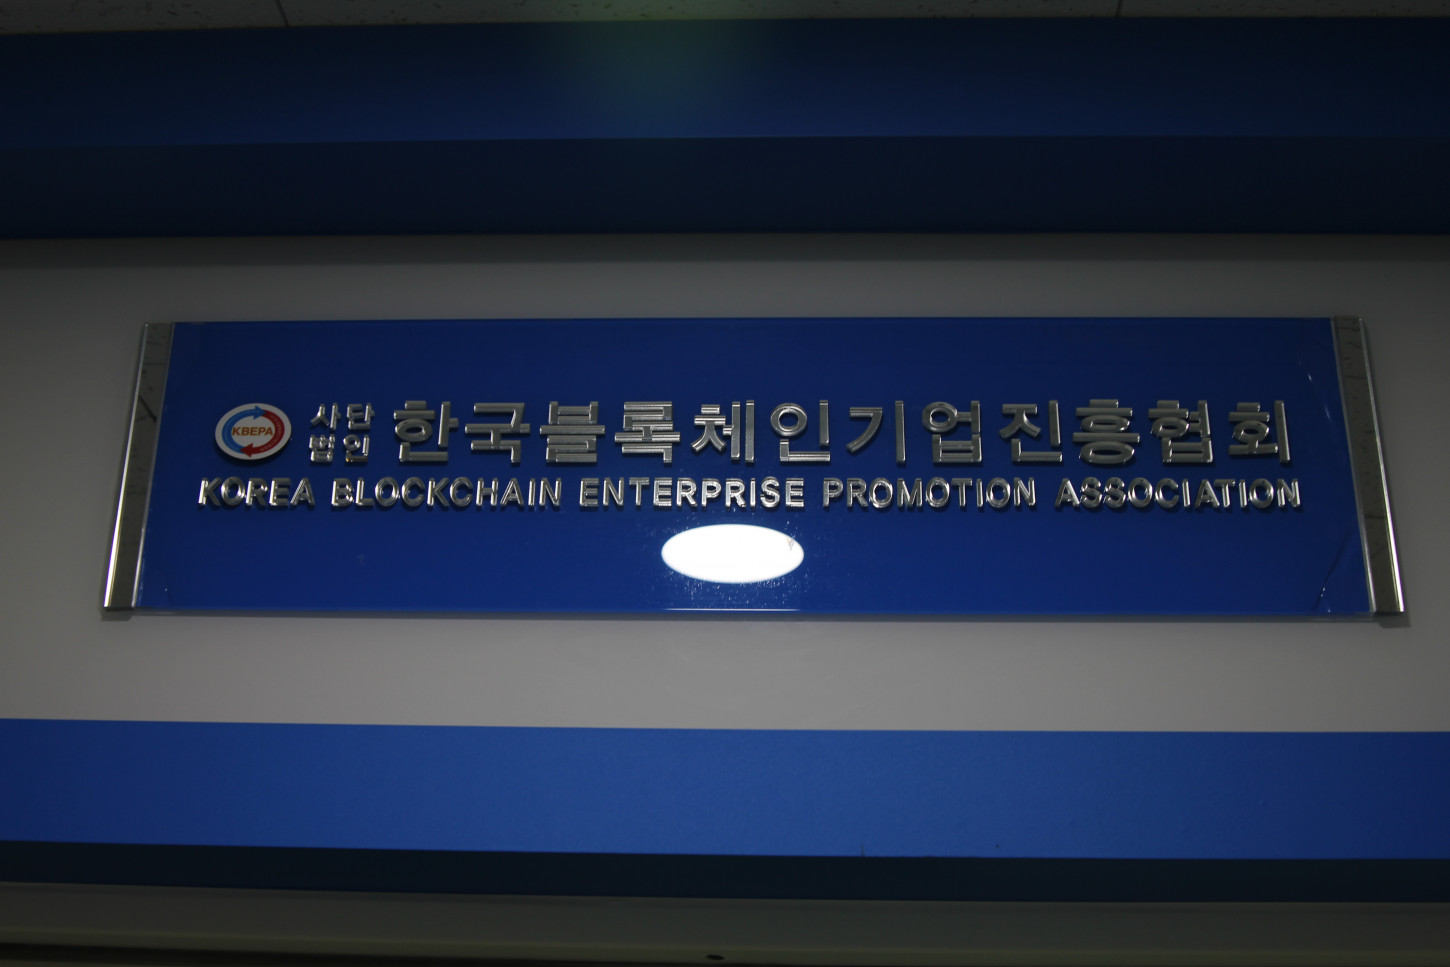 KBEPA
사단
법인
한국블록체인기업진흥협회
KOREA BLOCKCHAIN ENTERPRISE PROMOTION ASSOCIATION